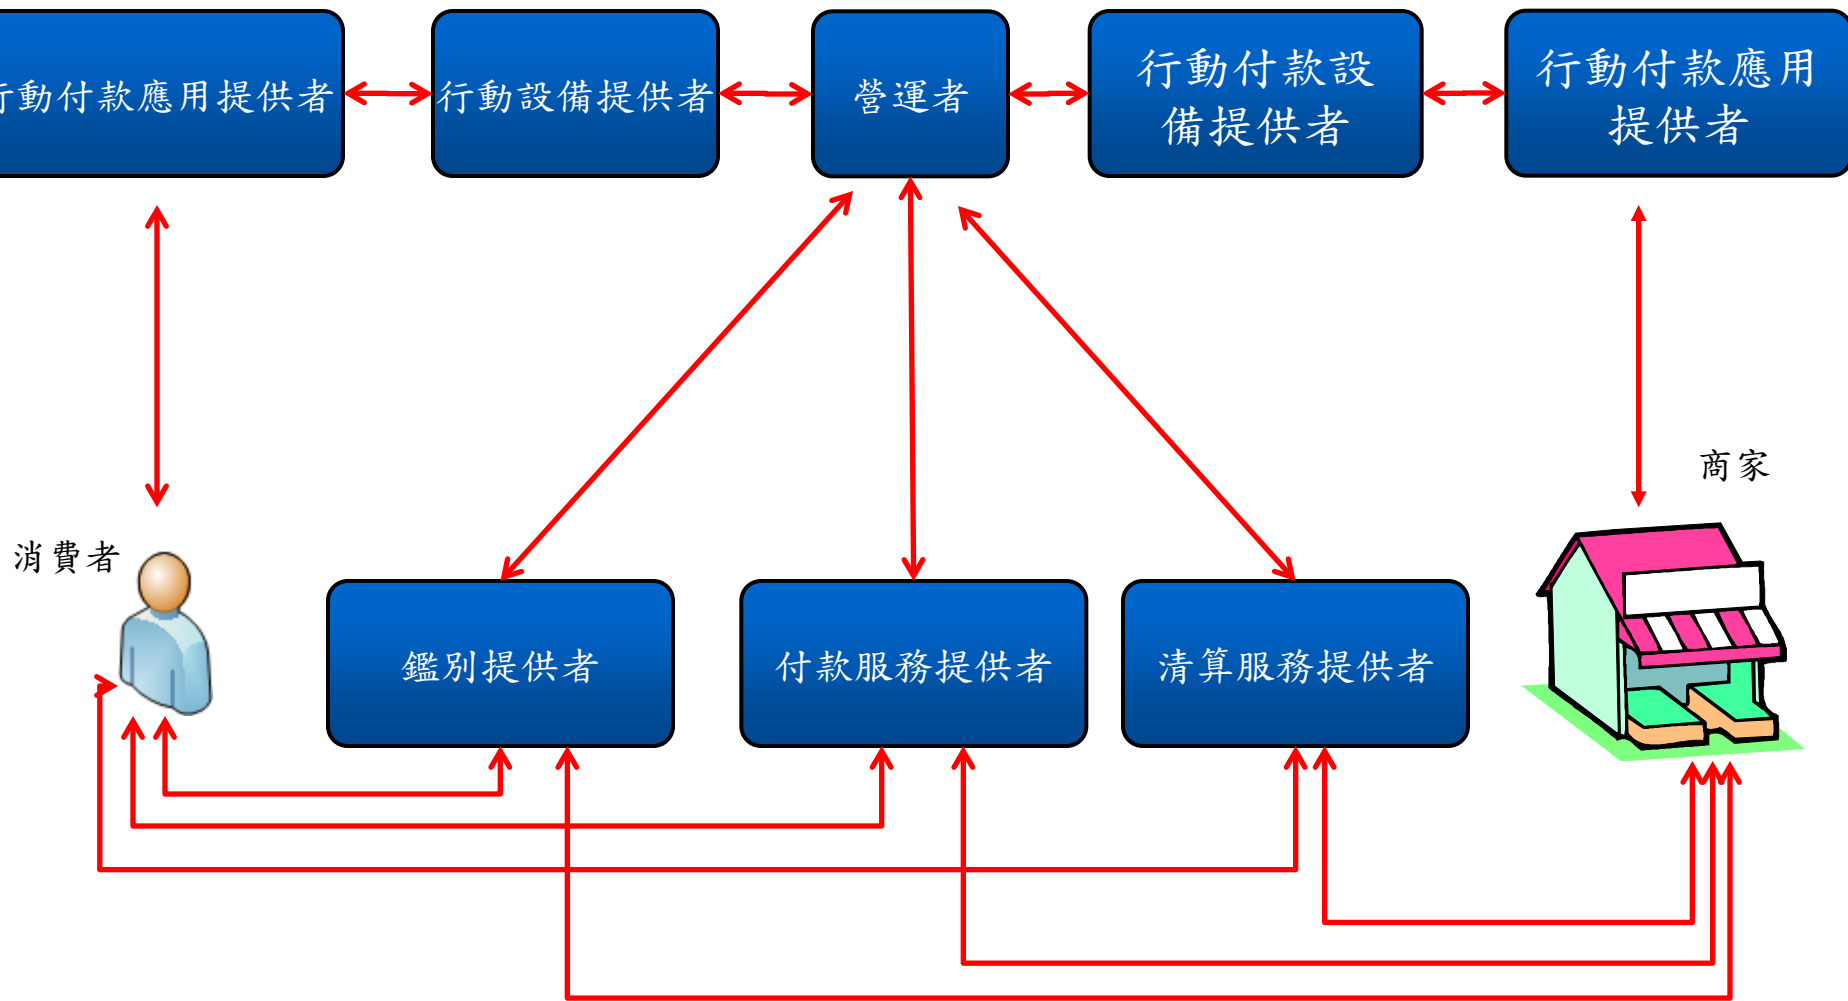 行動付款應用提供者
行動設備提供者
營運者
行動付款設
備提供者
行動付款應用
提供者
商家
消費者
鑑別提供者
付款服務提供者
清算服務提供者